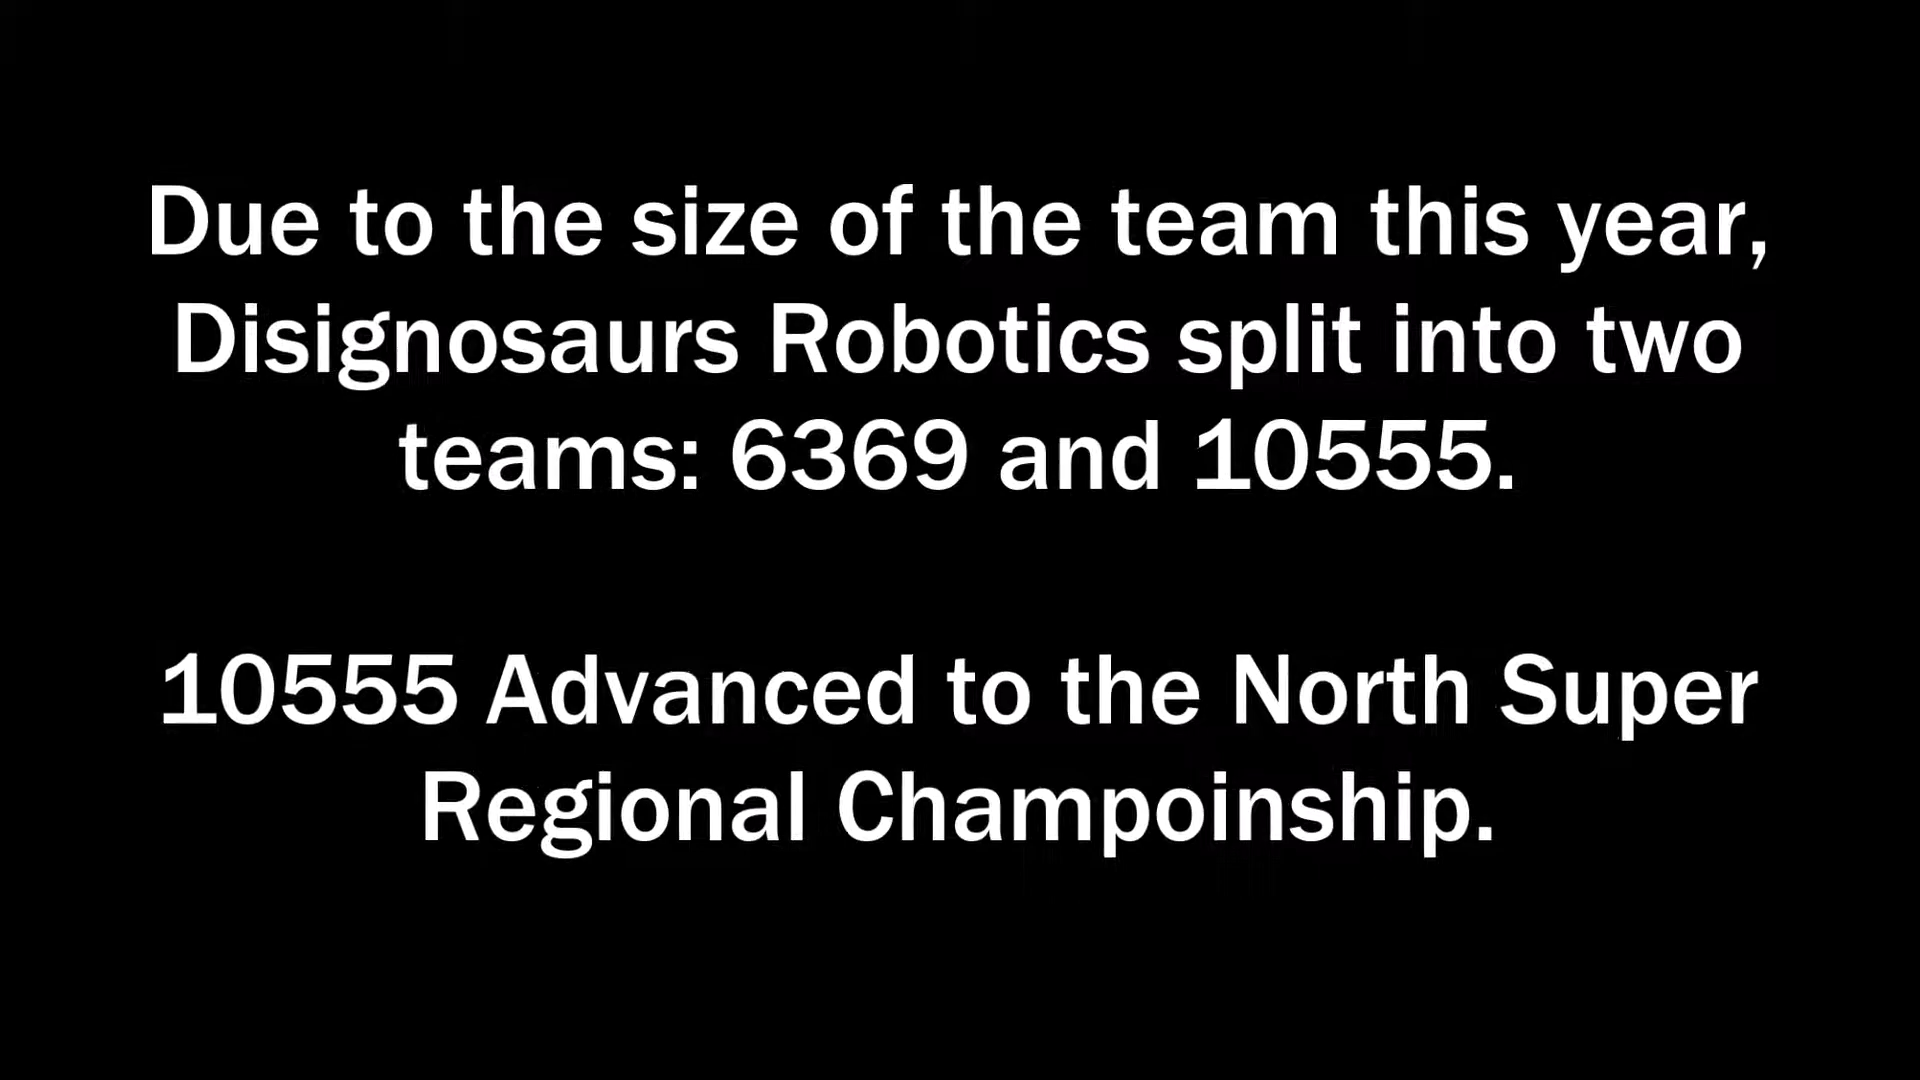 Due to the size of the team this year,
Disignosaurs Robotics split into two
teams: 6369 and 10555.
10555 Advanced to the North Super
Regional Champoinship.